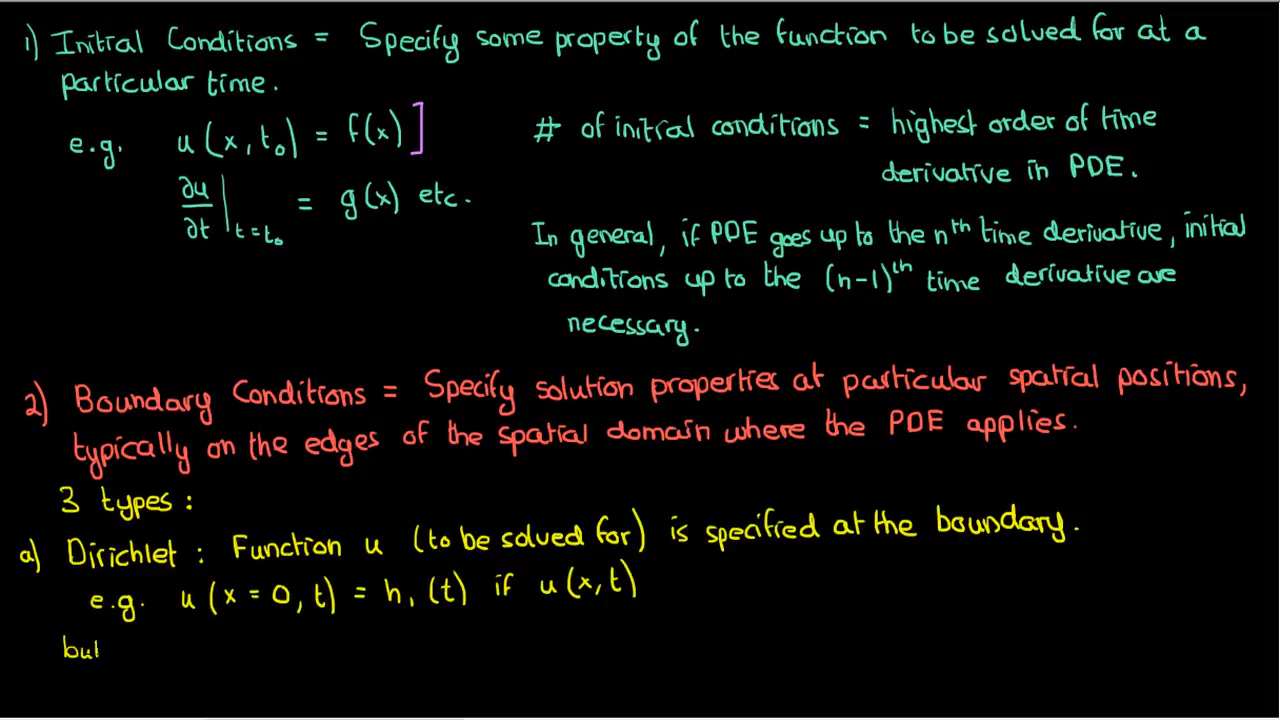 1) Initial Conditions = Specify some property of the function to be solved for at a
particular time.
e.g. u(x, t₀) = f(x)]
∂u/∂t|t=t₀ = g(x) etc.
# of initial conditions = highest order of time
derivative in PDE.
In general, if PDE goes up to the nth time derivative, initial
conditions up to the (n-1)th time derivative are
necessary.
2) Boundary Conditions = Specify solution properties at particular spatial positions,
typically on the edges of the spatial domain where the PDE applies.
3 types:
a) Dirichlet: Function u (to be solved for) is specified at the boundary.
e.g. u(x=0, t) = h₁(t) if u(x,t)
but